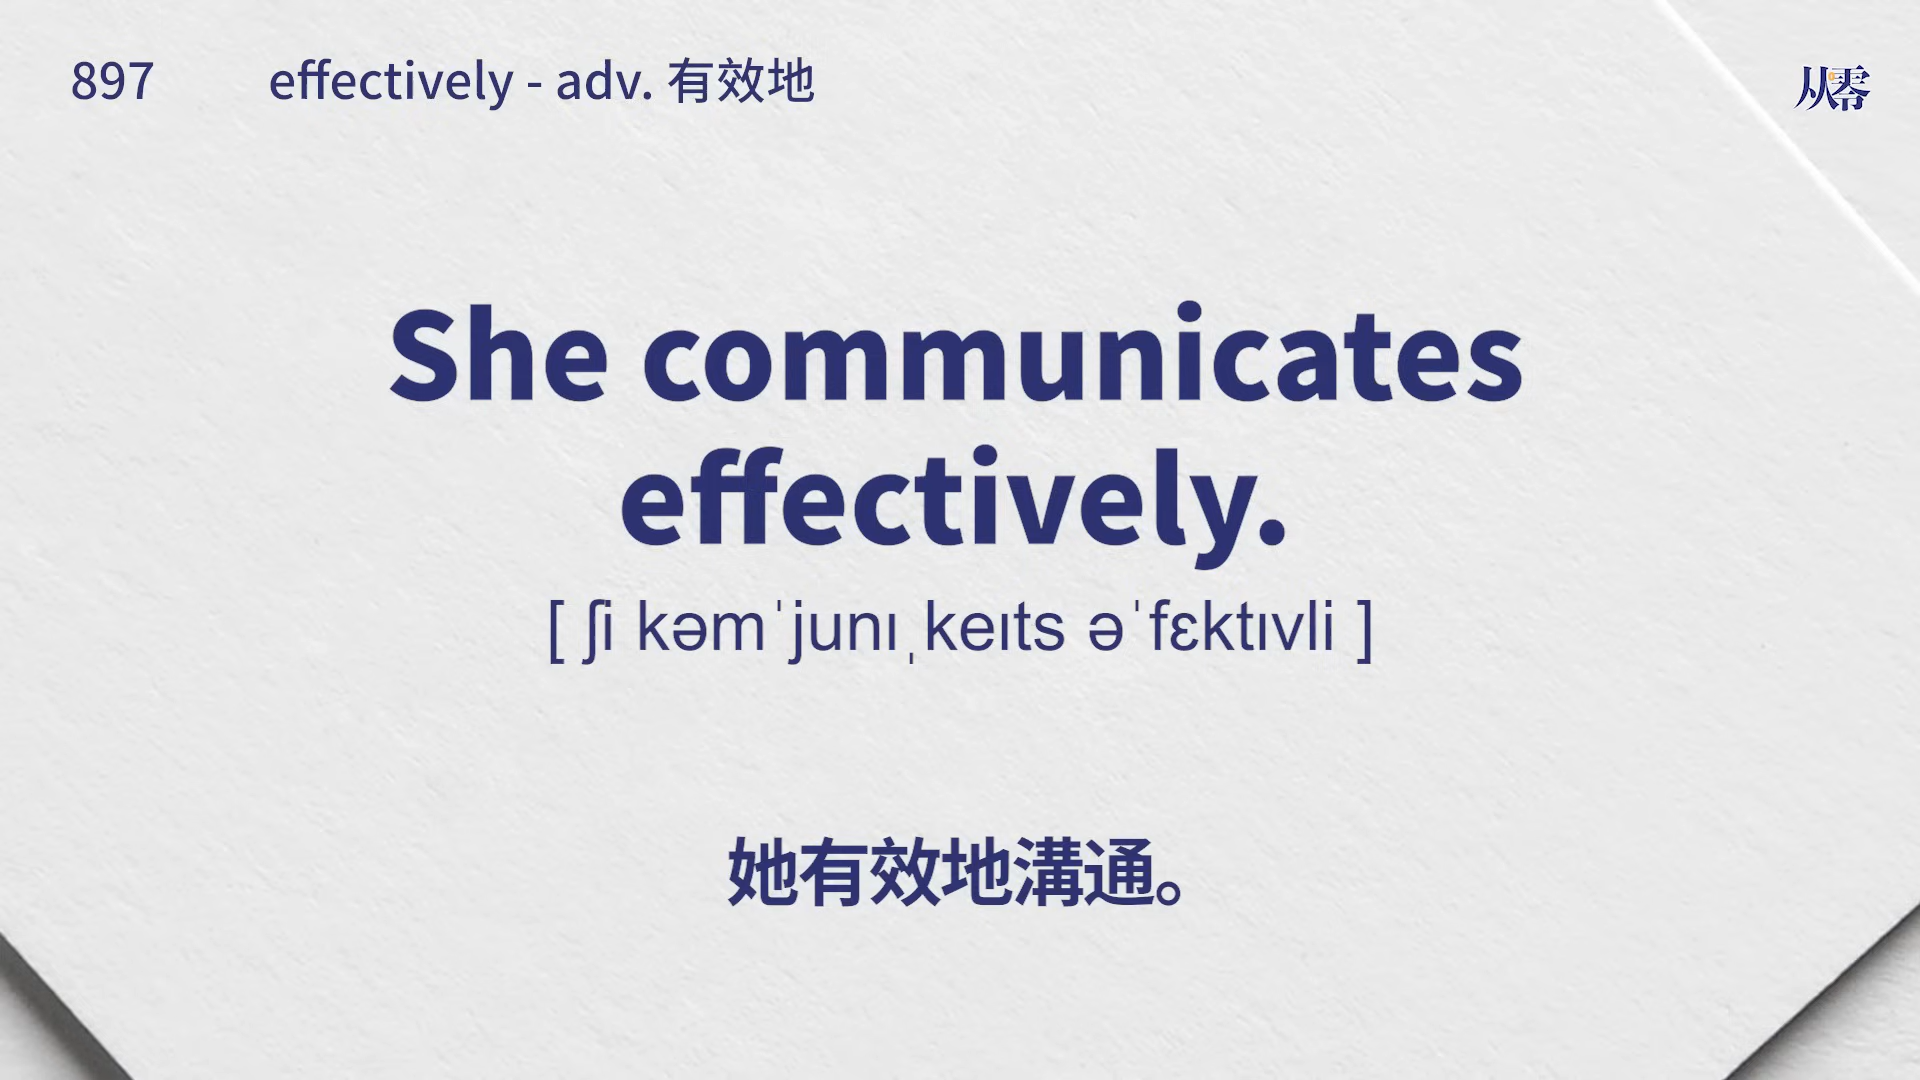 897 effectively - adv. 有效地
从零
She communicates
effectively.
[ ʃi kəmˈjunɪˌkeɪts əˈfɛktɪvli ]
她有效地溝通。